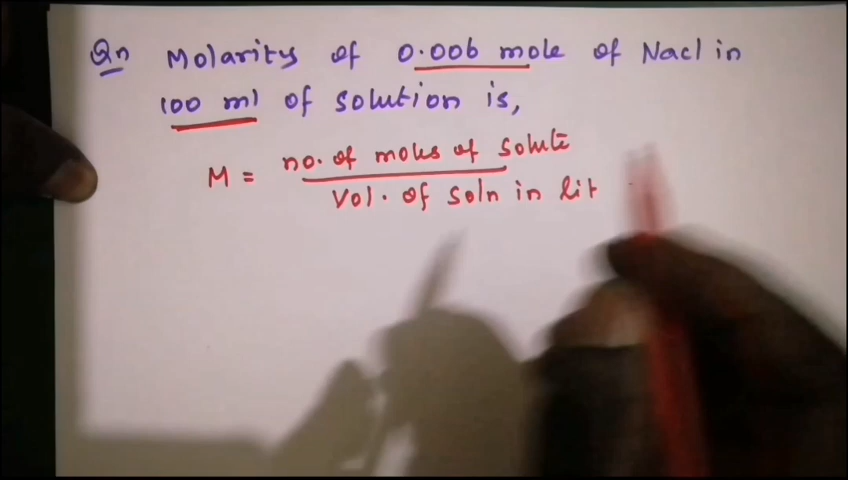 Qn Molarity of 0.006 mole of Nacl in
100 ml of solution is,
M = no. of moles of solute
Vol. of soln in lit